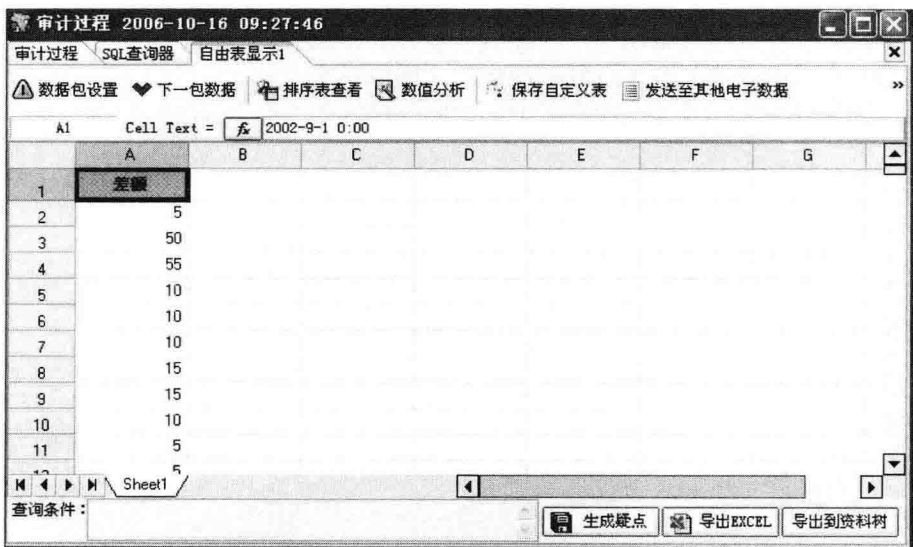 审计过程 2006-10-16 09:27:46
审计过程 SQL查询器 自由表显示1
数据包设置 下一包数据 排序表查看 数值分析 保存自定义表 发送至其他电子数据 »
A1 Cell Text = fx 2002-9-1 0:00
A B C D E F G
1 差额
2 5
3 50
4 55
5 10
6 10
7 10
8 15
9 15
10 10
11 5
12 5
Sheet1
查询条件: 生成疑点 导出EXCEL 导出到资料树